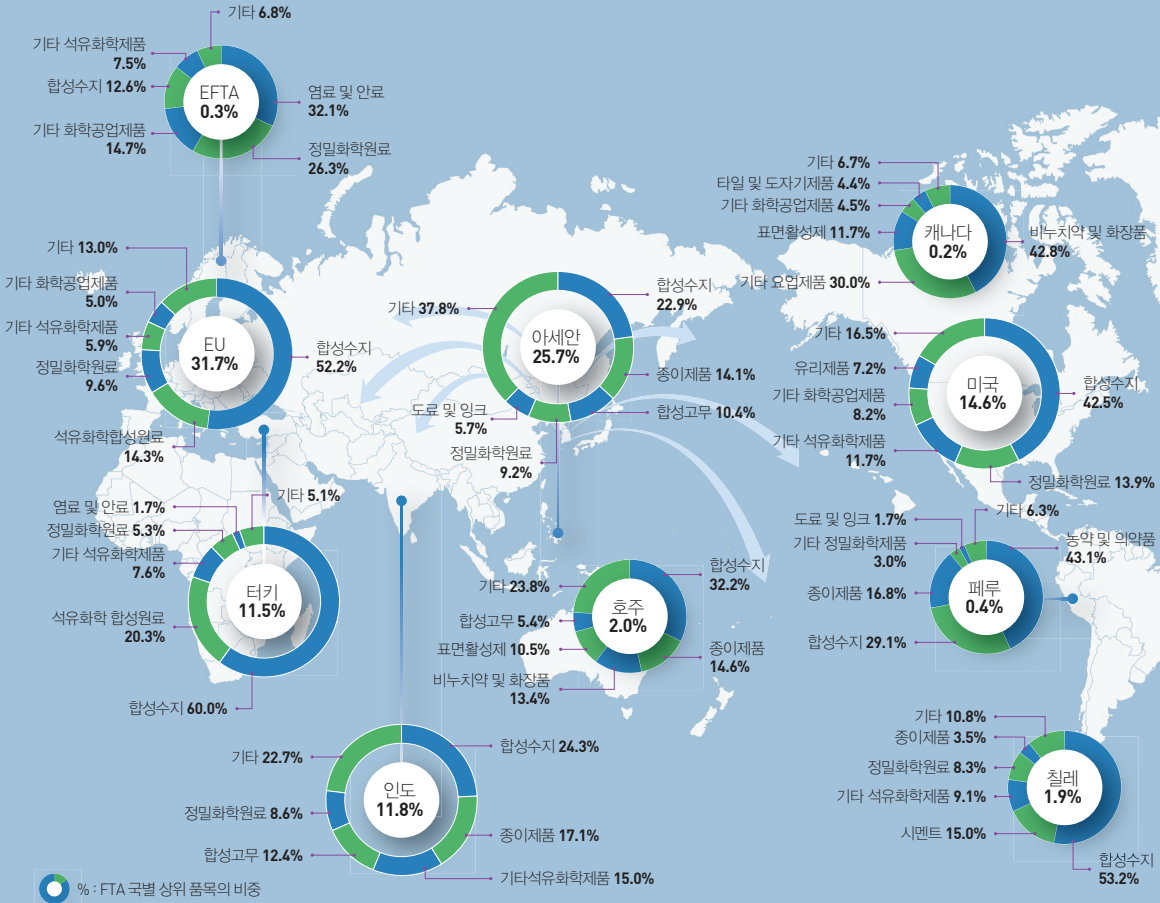 기타 6.8%
기타 석유화학제품
7.5%
합성수지 12.6%
기타 화학공업제품
14.7%
EFTA
0.3%
염료 및 안료
32.1%
정밀화학원료
26.3%
기타 13.0%
기타 화학공업제품
5.0%
기타 석유화학제품
5.9%
정밀화학원료
9.6%
석유화학합성원료
14.3%
EU
31.7%
합성수지
52.2%
기타 37.8%
도료 및 잉크
5.7%
정밀화학원료
9.2%
아세안
25.7%
합성수지
22.9%
종이제품 14.1%
합성고무 10.4%
기타 6.7%
타일 및 도자기제품 4.4%
기타 화학공업제품 4.5%
표면활성제 11.7%
기타 요업제품 30.0%
캐나다
0.2%
비누치약 및 화장품
42.8%
기타 16.5%
유리제품 7.2%
기타 화학공업제품
8.2%
기타 석유화학제품
11.7%
미국
14.6%
합성수지
42.5%
정밀화학원료 13.9%
기타 5.1%
염료 및 안료 1.7%
정밀화학원료 5.3%
기타 석유화학제품
7.6%
석유화학 합성원료
20.3%
합성수지 60.0%
터키
11.5%
기타 23.8%
합성고무 5.4%
표면활성제 10.5%
비누치약 및 화장품
13.4%
호주
2.0%
합성수지
32.2%
종이제품
14.6%
기타 6.3%
도료 및 잉크 1.7%
기타 정밀화학제품
3.0%
종이제품 16.8%
합성수지 29.1%
페루
0.4%
농약 및 의약품
43.1%
기타 22.7%
정밀화학원료 8.6%
합성고무 12.4%
인도
11.8%
합성수지 24.3%
종이제품 17.1%
기타석유화학제품 15.0%
기타 10.8%
종이제품 3.5%
정밀화학원료 8.3%
기타 석유화학제품 9.1%
시멘트 15.0%
칠레
1.9%
합성수지
53.2%
% : FTA 국별 상위 품목의 비중